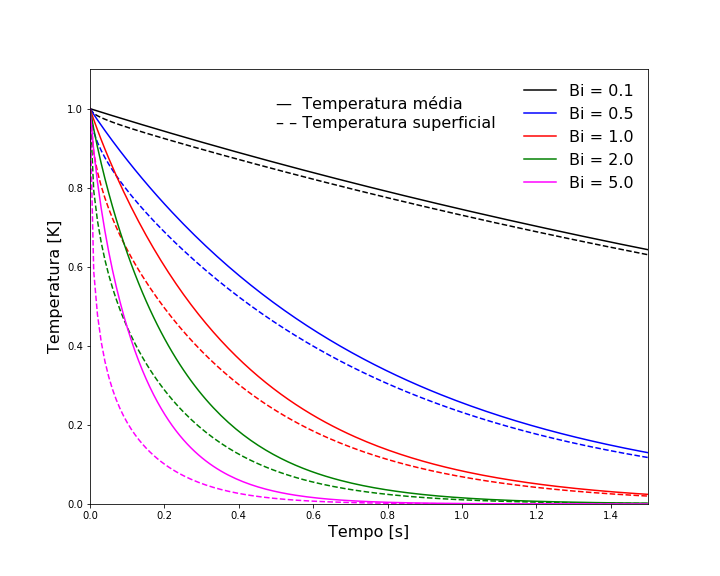 — Temperatura média
– – Temperatura superficial
Bi = 0.1
Bi = 0.5
Bi = 1.0
Bi = 2.0
Bi = 5.0
Temperatura [K]
1.0
0.8
0.6
0.4
0.2
0.0
0.0 0.2 0.4 0.6 0.8 1.0 1.2 1.4
Tempo [s]